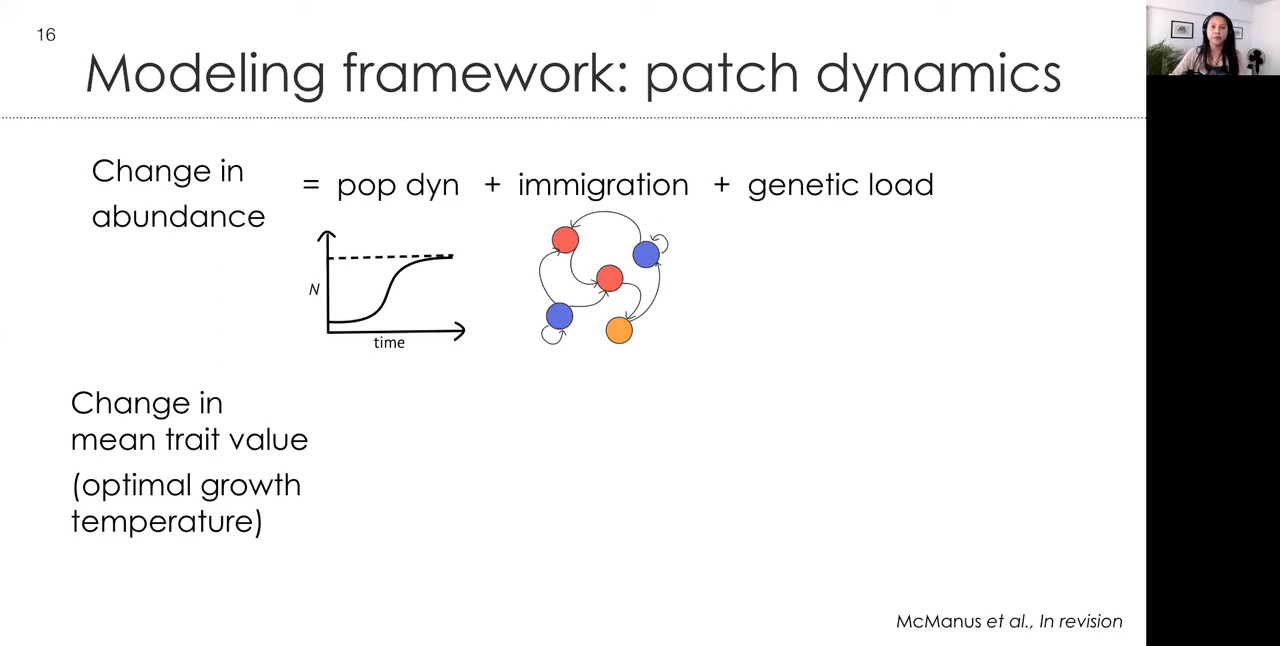 16
Modeling framework: patch dynamics
Change in
abundance
= pop dyn + immigration + genetic load
N
time
Change in
mean trait value
(optimal growth
temperature)
McManus et al., In revision